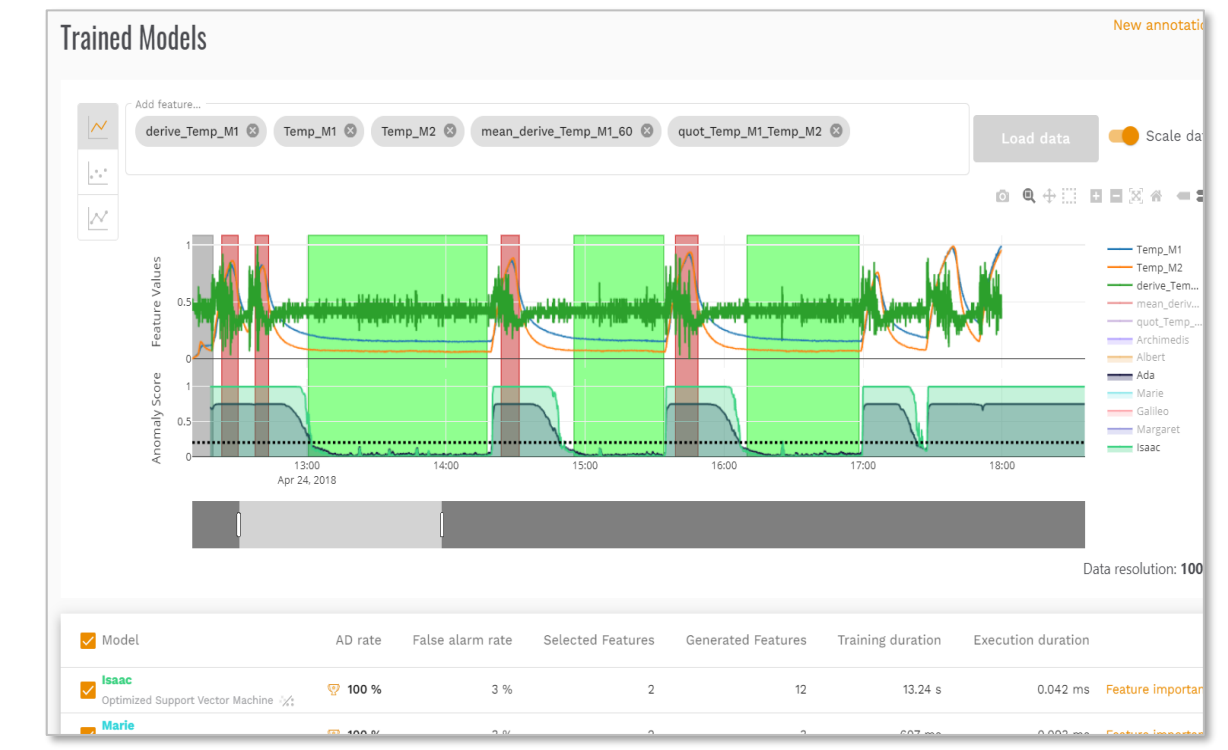 New annotatio
Trained Models
Add feature...
derive_Temp_M1 Temp_M1 Temp_M2 mean_derive_Temp_M1_60 quot_Temp_M1_Temp_M2
Load data
Scale da
Feature Values
1
0.5
0
Anomaly Score
1
0.5
0
13:00 14:00 15:00 16:00 17:00 18:00
Apr 24, 2018
Temp_M1
Temp_M2
derive_Tem...
mean_deriv...
quot_Temp_...
Archimedis
Albert
Ada
Marie
Galileo
Margaret
Isaac
Data resolution: 100
Model AD rate False alarm rate Selected Features Generated Features Training duration Execution duration
Isaac
Optimized Support Vector Machine
100 % 3 % 2 12 13.24 s 0.042 ms Feature importan
Marie
100 % 3 % 2